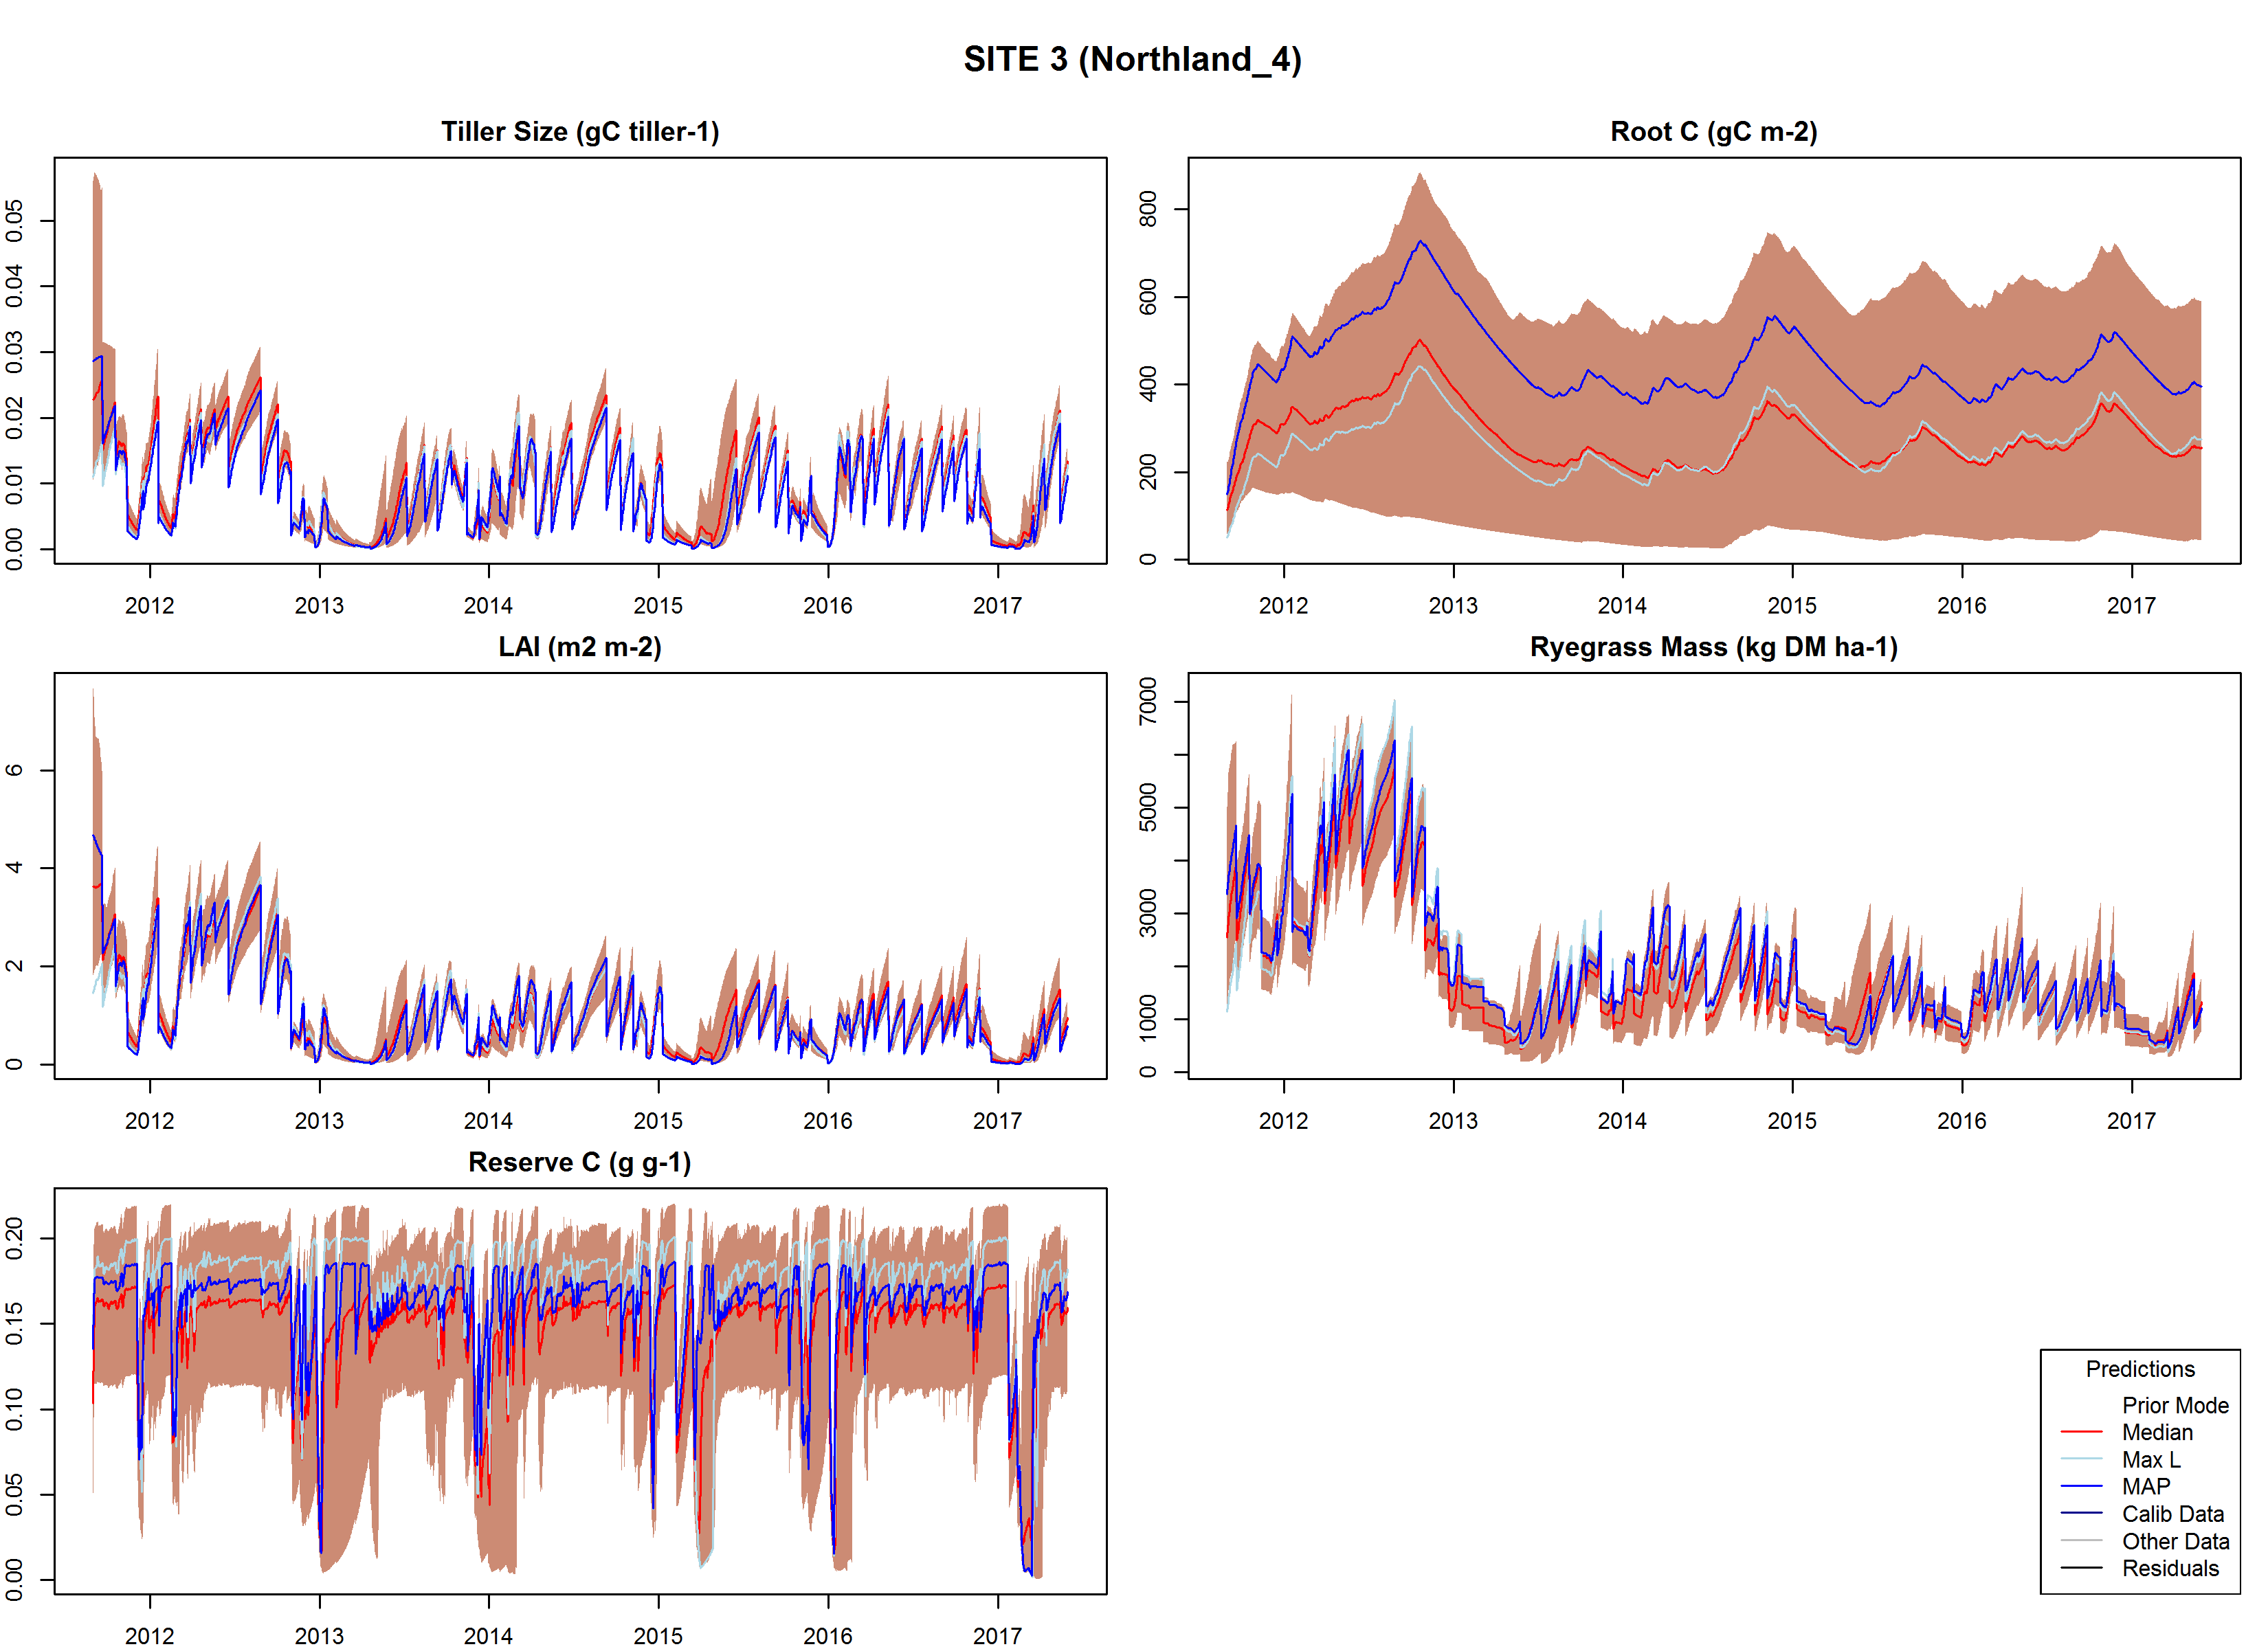 SITE 3 (Northland_4)
Tiller Size (gC tiller-1)
0.00 0.01 0.02 0.03 0.04 0.05
2012 2013 2014 2015 2016 2017
Root C (gC m-2)
0 200 400 600 800
2012 2013 2014 2015 2016 2017
LAI (m2 m-2)
0 2 4 6
2012 2013 2014 2015 2016 2017
Ryegrass Mass (kg DM ha-1)
0 1000 3000 5000 7000
2012 2013 2014 2015 2016 2017
Reserve C (g g-1)
0.00 0.05 0.10 0.15 0.20
2012 2013 2014 2015 2016 2017
Predictions
Prior Mode
Median
Max L
MAP
Calib Data
Other Data
Residuals